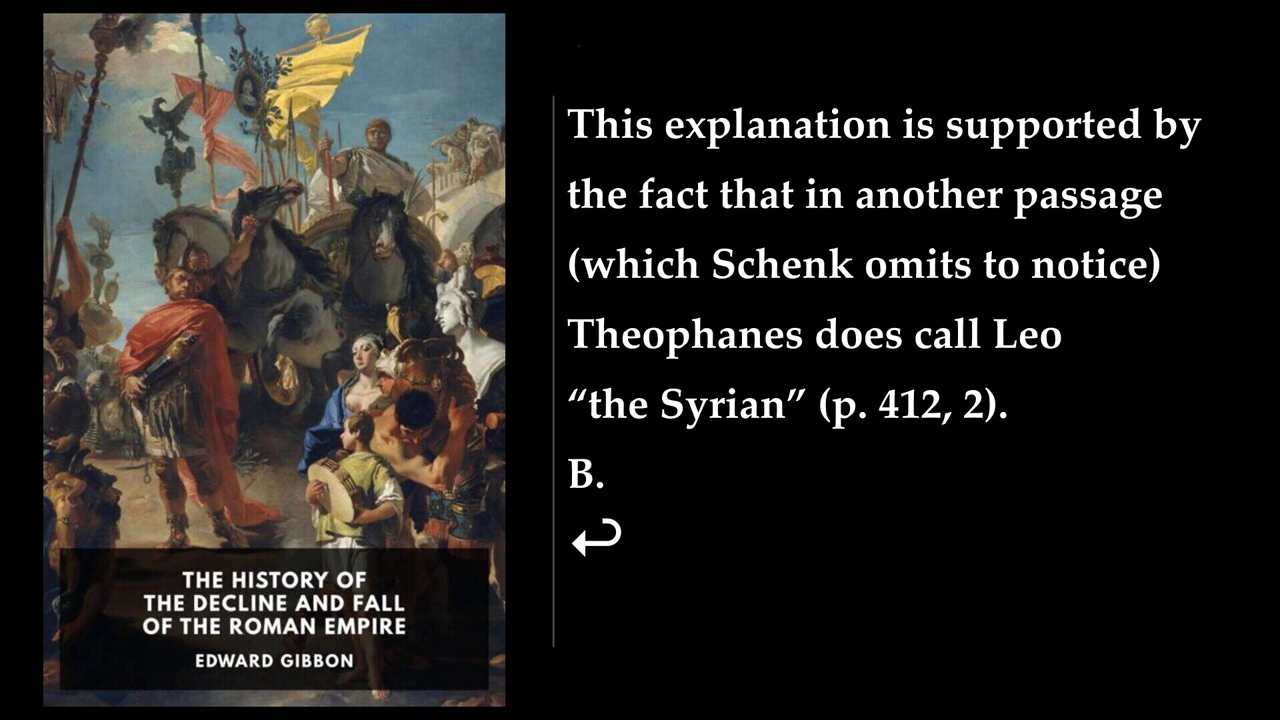 THE HISTORY OF
THE DECLINE AND FALL
OF THE ROMAN EMPIRE
EDWARD GIBBON
This explanation is supported by
the fact that in another passage
(which Schenk omits to notice)
Theophanes does call Leo
“the Syrian” (p. 412, 2).
B.
↩